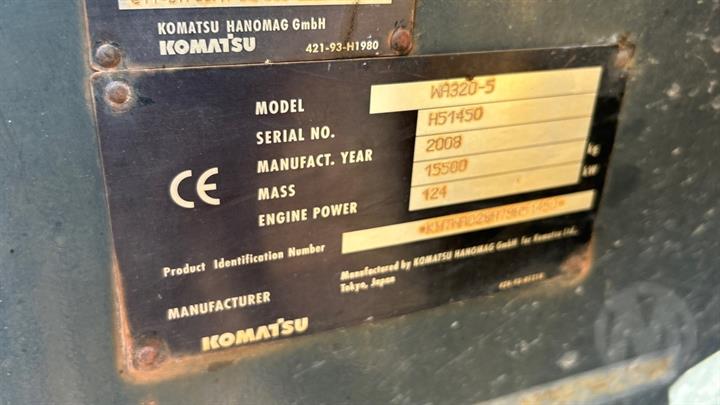 KOMATSU HANOMAG GmbH
KOMATSU 421-93-H1980
MODEL WA320-5
SERIAL NO. H51450
MANUFACT. YEAR 2008
MASS 15500 kg
ENGINE POWER 124 kW
CE
Product Identification Number
Manufactured by KOMATSU HANOMAG GmbH for Komatsu Ltd.
Tokyo, Japan
MANUFACTURER
KOMATSU